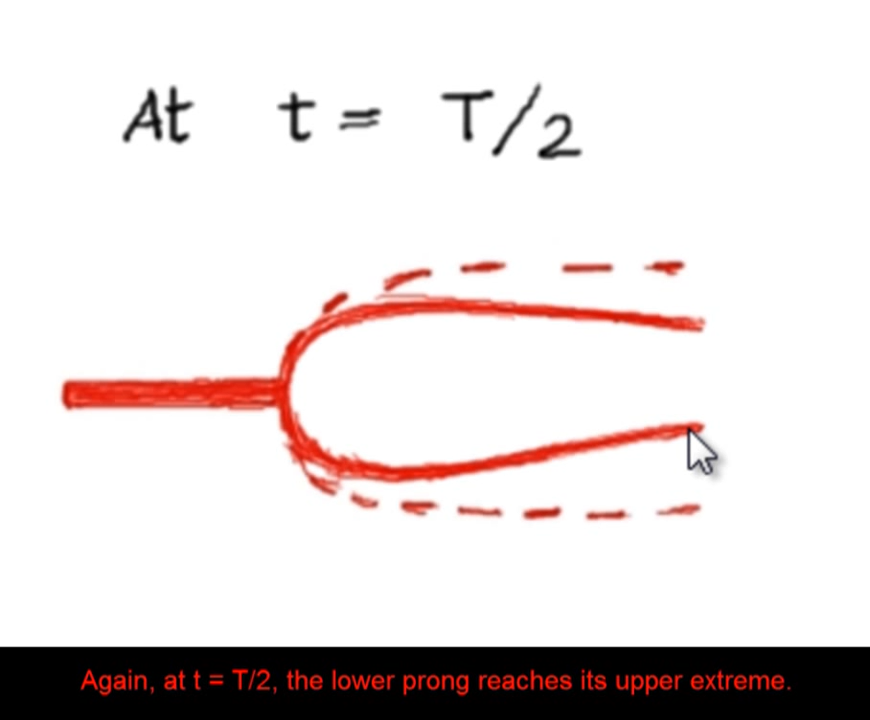 At t = T/2
Again, at t = T/2, the lower prong reaches its upper extreme.